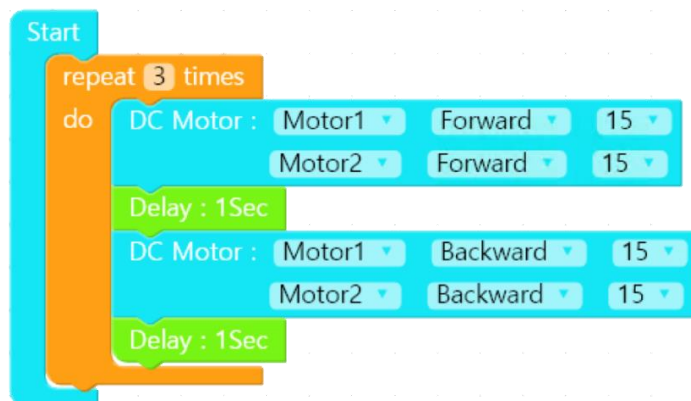 Start
repeat 3 times
do DC Motor : Motor1 Forward 15
Motor2 Forward 15
Delay : 1Sec
DC Motor : Motor1 Backward 15
Motor2 Backward 15
Delay : 1Sec